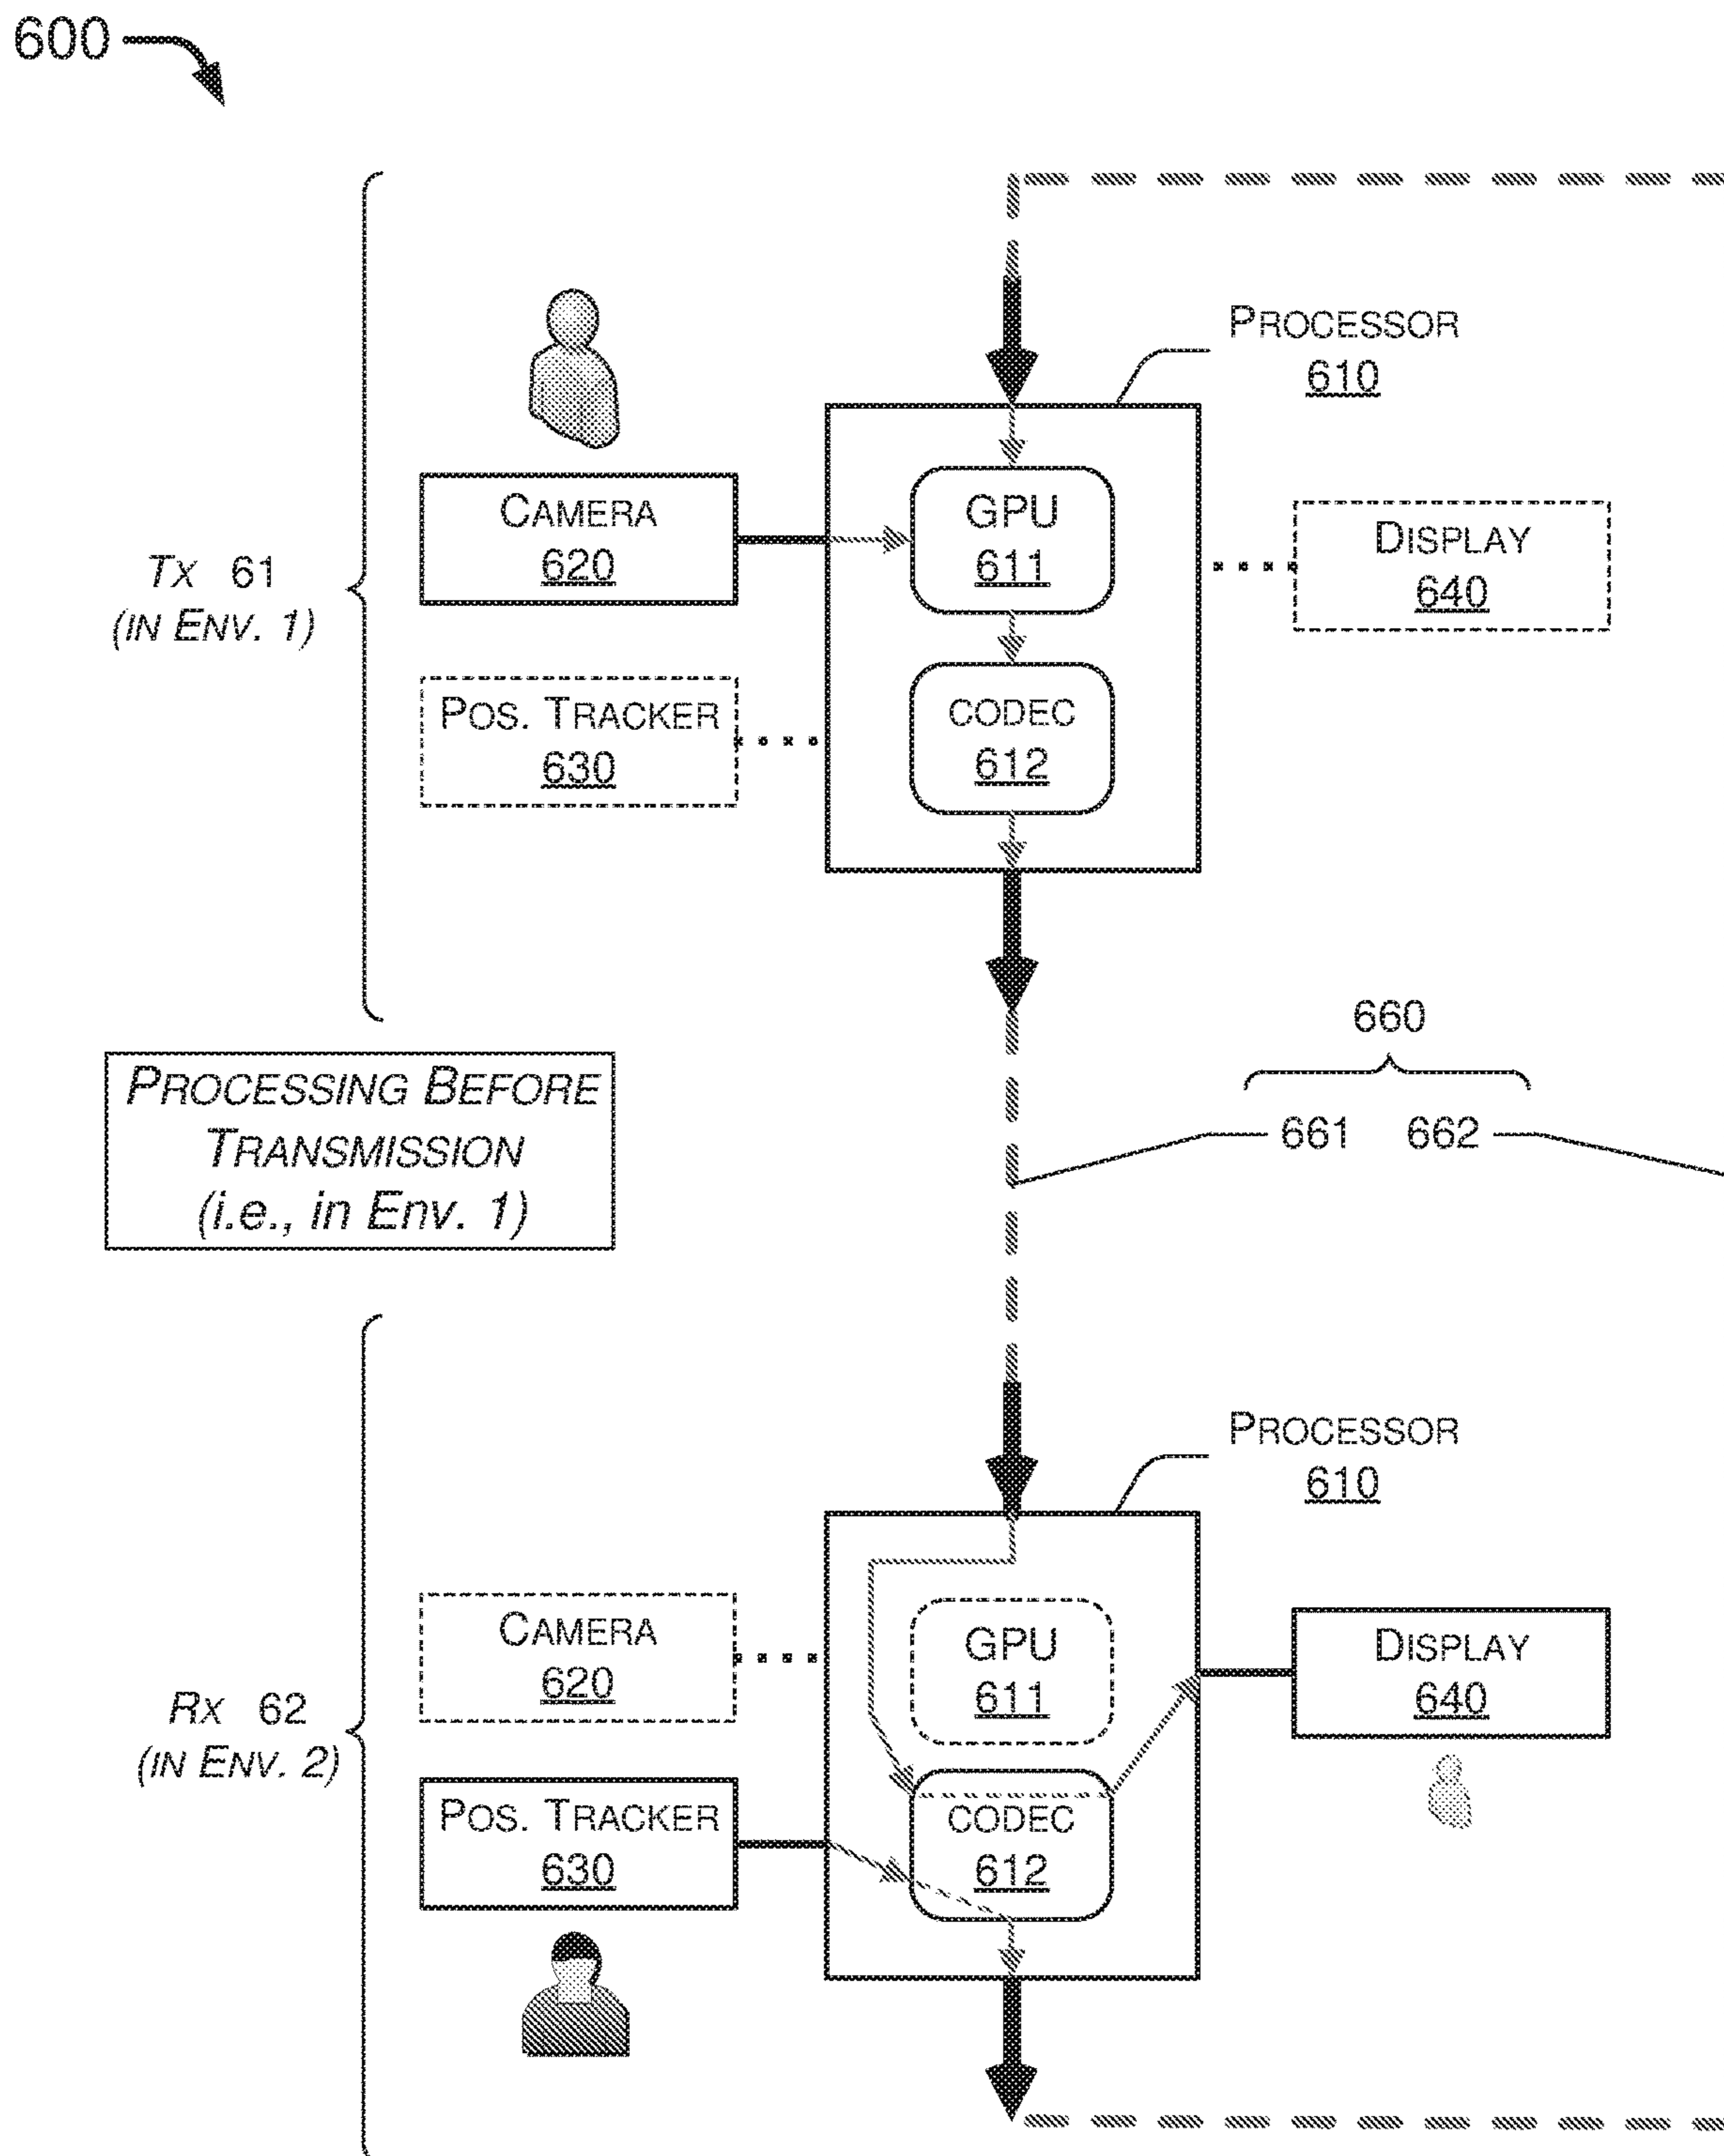 600
PROCESSOR
610
CAMERA
620
GPU
611
DISPLAY
640
TX 61
(IN ENV. 1)
POS. TRACKER
630
CODEC
612
660
661 662
PROCESSING BEFORE
TRANSMISSION
(i.e., in Env. 1)
PROCESSOR
610
CAMERA
620
GPU
611
DISPLAY
640
RX 62
(IN ENV. 2)
POS. TRACKER
630
CODEC
612